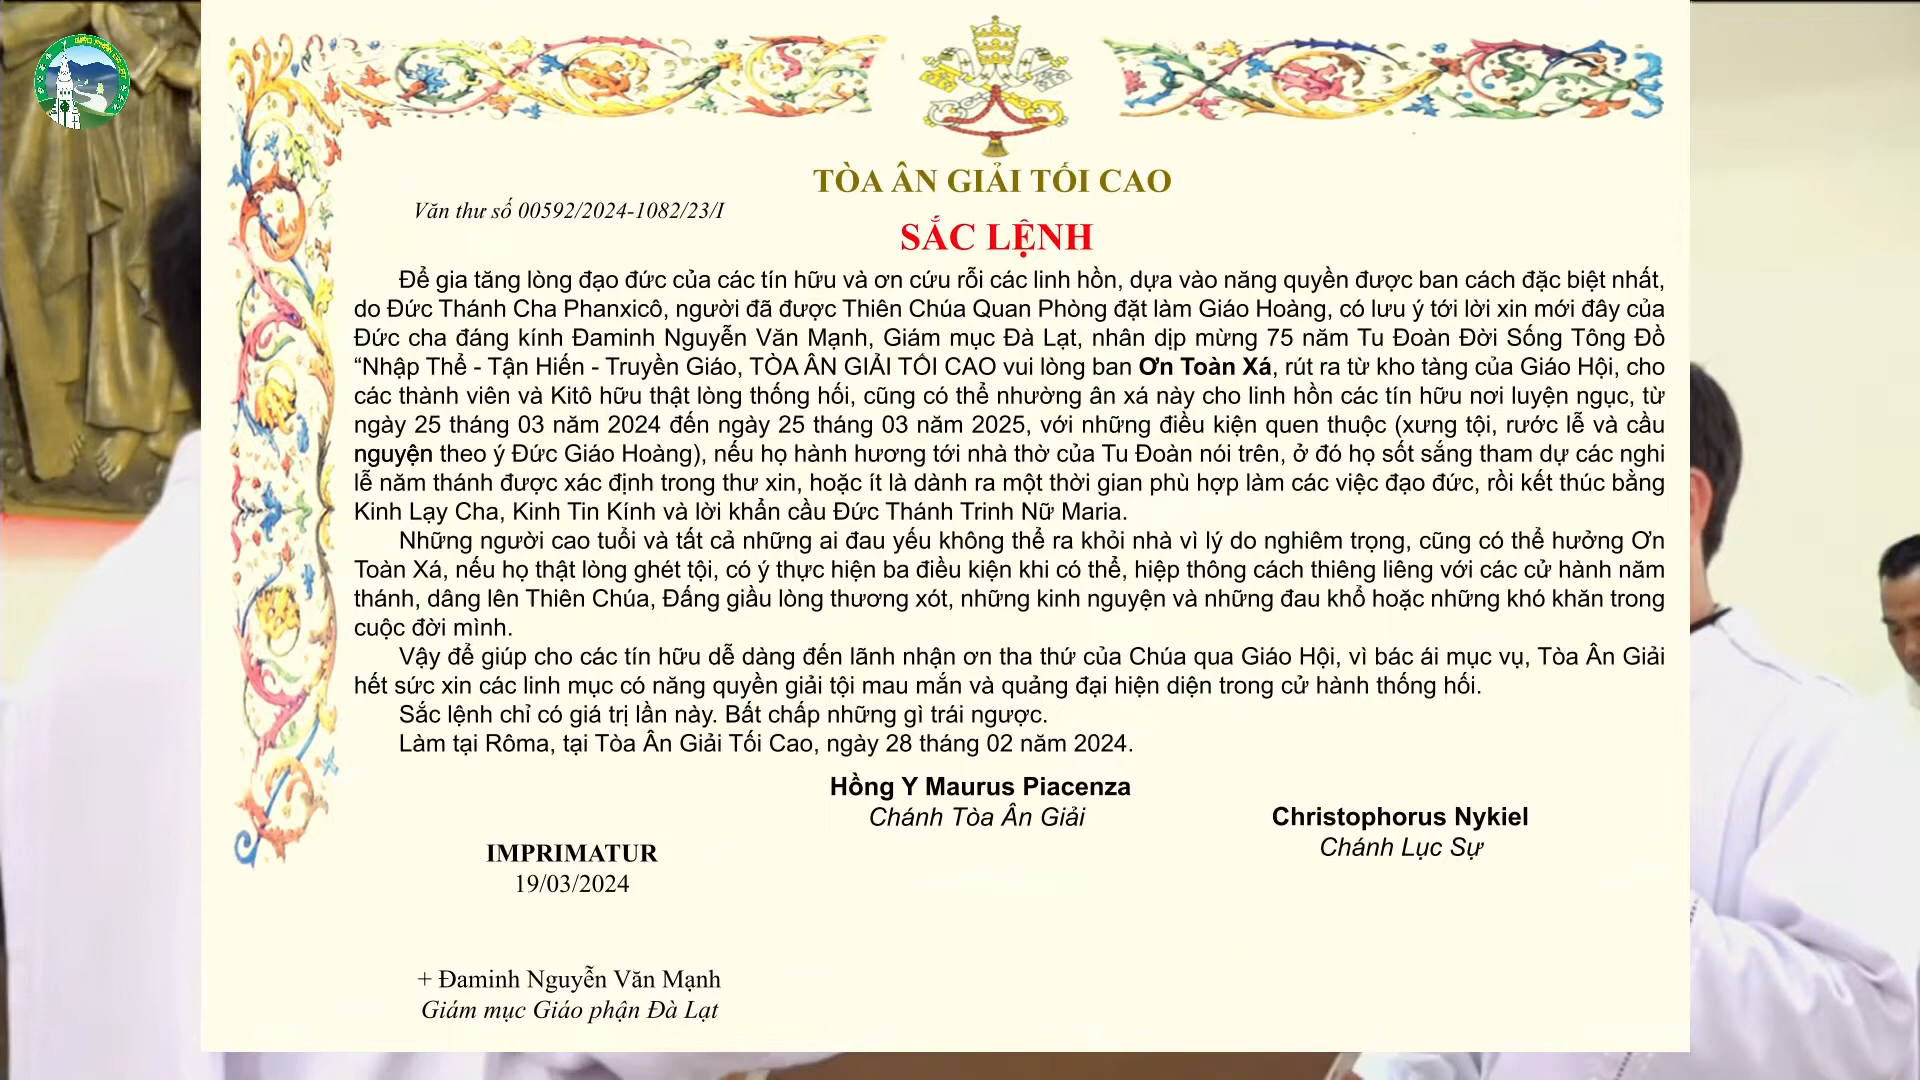 TÒA ÂN GIẢI TỐI CAO
Văn thư số 00592/2024-1082/23/I
SẮC LỆNH
Để gia tăng lòng đạo đức của các tín hữu và ơn cứu rỗi các linh hồn, dựa vào năng quyền được ban cách đặc biệt nhất,
do Đức Thánh Cha Phanxicô, người đã được Thiên Chúa Quan Phòng đặt làm Giáo Hoàng, có lưu ý tới lời xin mới đây của
Đức cha đáng kính Đaminh Nguyễn Văn Mạnh, Giám mục Đà Lạt, nhân dịp mừng 75 năm Tu Đoàn Đời Sống Tông Đồ
“Nhập Thể - Tận Hiến - Truyền Giáo, TÒA ÂN GIẢI TỐI CAO vui lòng ban Ơn Toàn Xá, rút ra từ kho tàng của Giáo Hội, cho
các thành viên và Kitô hữu thật lòng thống hối, cũng có thể nhường ân xá này cho linh hồn các tín hữu nơi luyện ngục, từ
ngày 25 tháng 03 năm 2024 đến ngày 25 tháng 03 năm 2025, với những điều kiện quen thuộc (xưng tội, rước lễ và cầu
nguyện theo ý Đức Giáo Hoàng), nếu họ hành hương tới nhà thờ của Tu Đoàn nói trên, ở đó họ sốt sắng tham dự các nghi
lễ năm thánh được xác định trong thư xin, hoặc ít là dành ra một thời gian phù hợp làm các việc đạo đức, rồi kết thúc bằng
Kinh Lạy Cha, Kinh Tin Kính và lời khẩn cầu Đức Thánh Trinh Nữ Maria.
Những người cao tuổi và tất cả những ai đau yếu không thể ra khỏi nhà vì lý do nghiêm trọng, cũng có thể hưởng Ơn
Toàn Xá, nếu họ thật lòng ghét tội, có ý thực hiện ba điều kiện khi có thể, hiệp thông cách thiêng liêng với các cử hành năm
thánh, dâng lên Thiên Chúa, Đấng giầu lòng thương xót, những kinh nguyện và những đau khổ hoặc những khó khăn trong
cuộc đời mình.
Vậy để giúp cho các tín hữu dễ dàng đến lãnh nhận ơn tha thứ của Chúa qua Giáo Hội, vì bác ái mục vụ, Tòa Ân Giải
hết sức xin các linh mục có năng quyền giải tội mau mắn và quảng đại hiện diện trong cử hành thống hối.
Sắc lệnh chỉ có giá trị lần này. Bất chấp những gì trái ngược.
Làm tại Rôma, tại Tòa Ân Giải Tối Cao, ngày 28 tháng 02 năm 2024.
Hồng Y Maurus Piacenza
Chánh Tòa Ân Giải
Christophorus Nykiel
Chánh Lục Sự
IMPRIMATUR
19/03/2024
+ Đaminh Nguyễn Văn Mạnh
Giám mục Giáo phận Đà Lạt